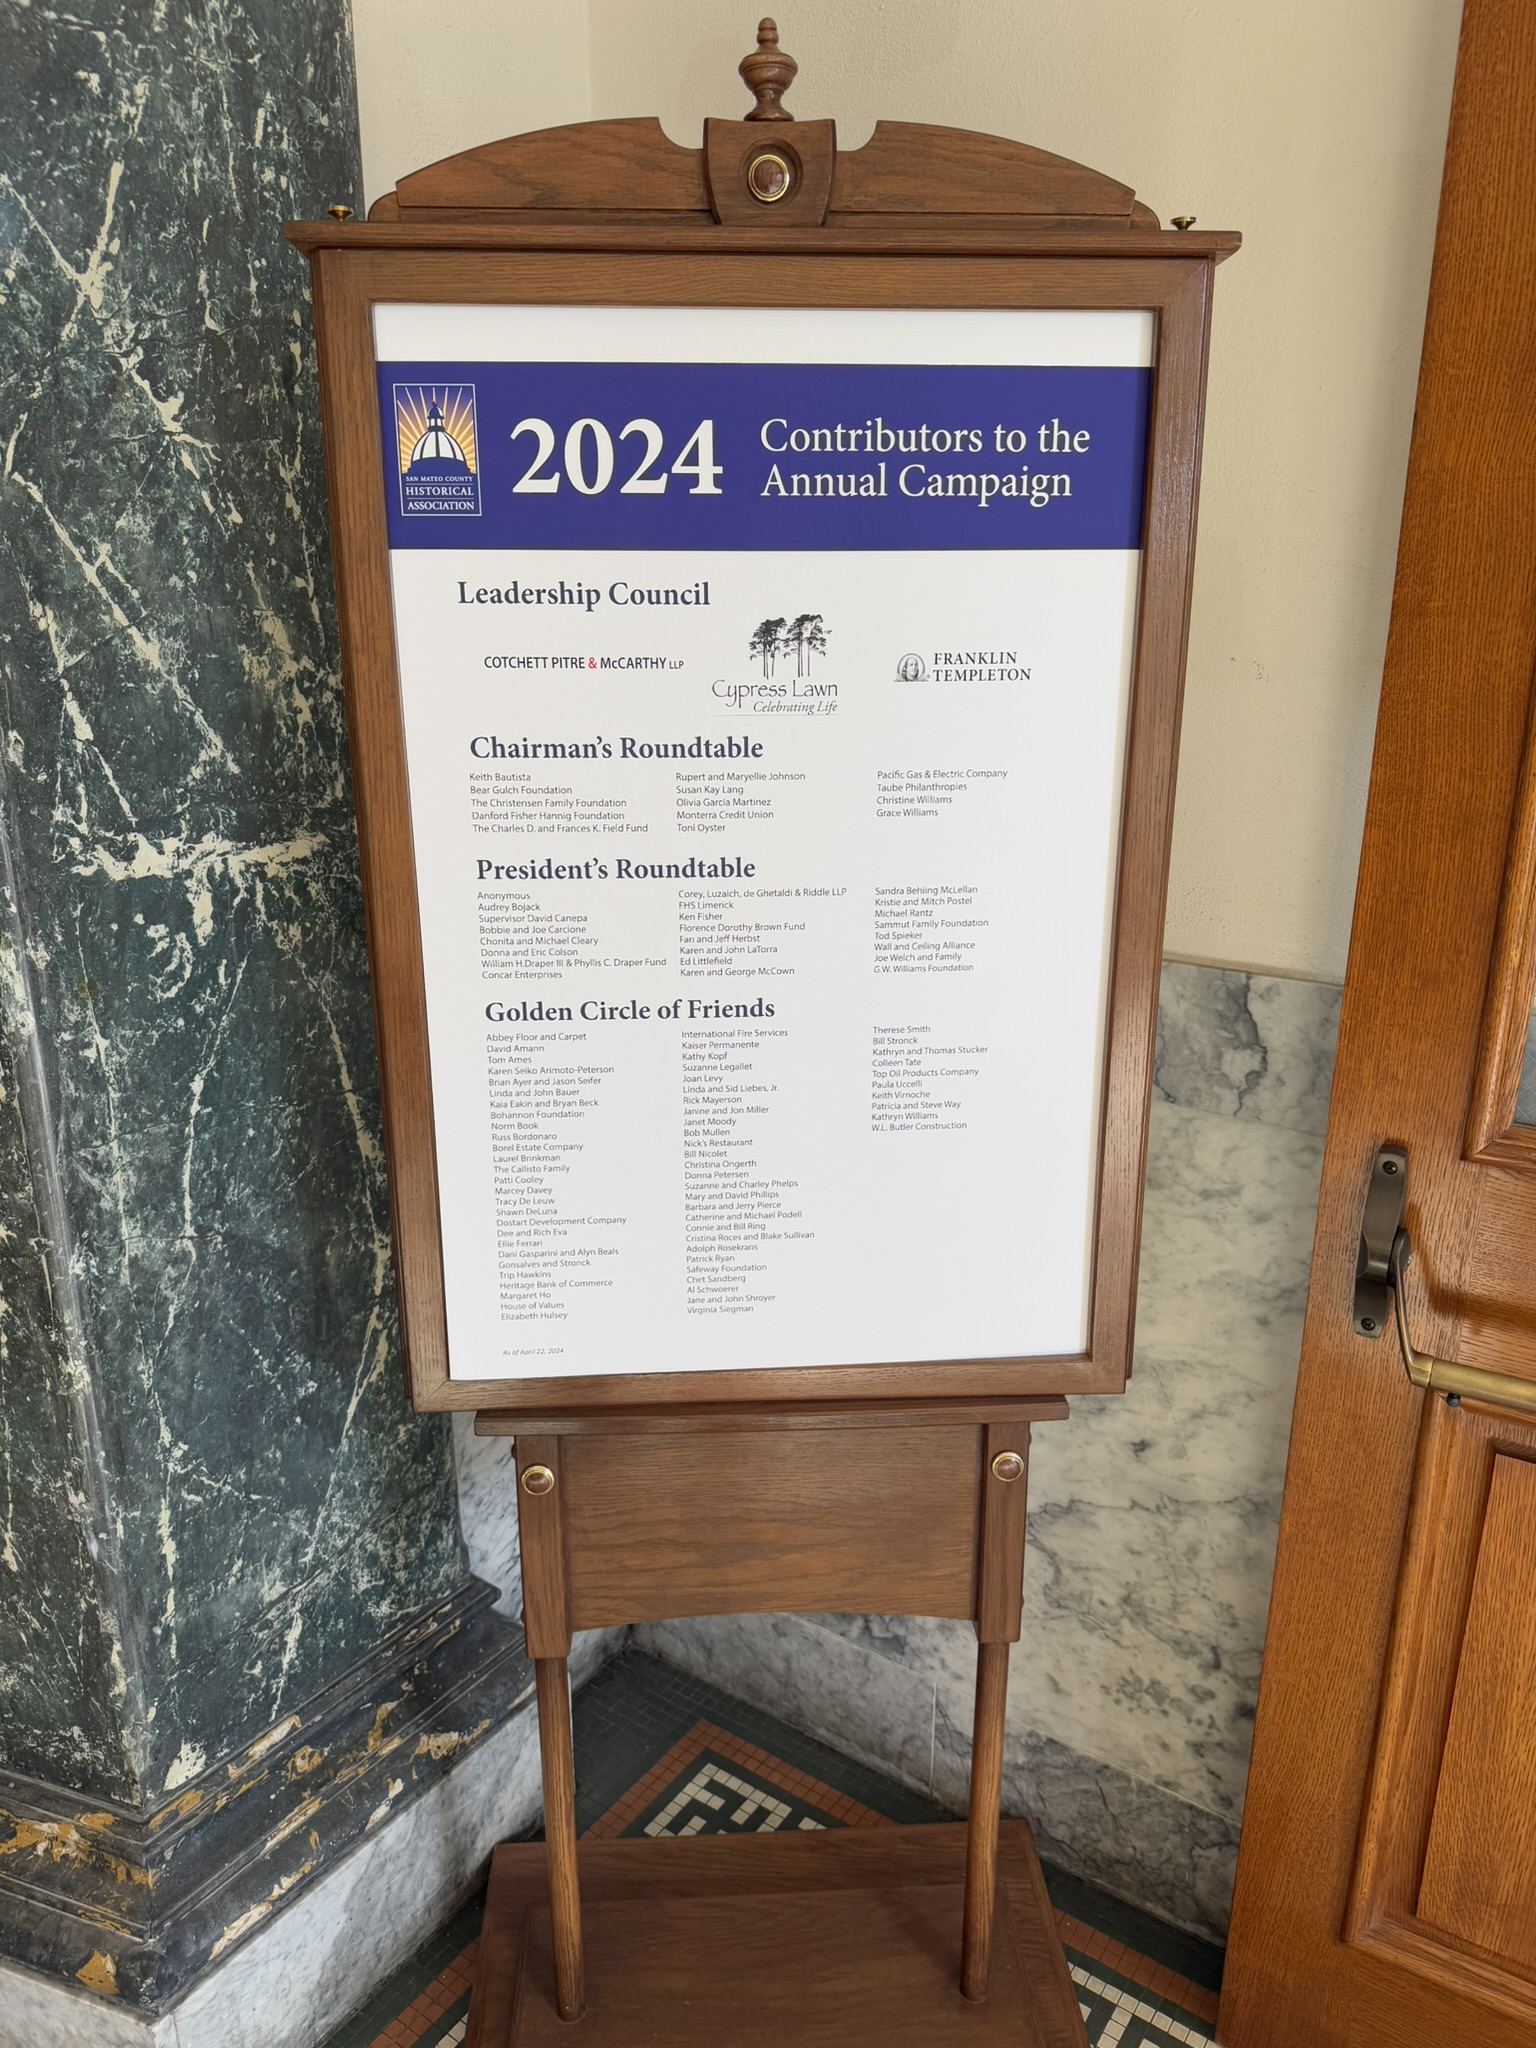 SAN MATEO COUNTY
HISTORICAL
ASSOCIATION
2024
Contributors to the
Annual Campaign
Leadership Council
COTCHETT PITRE & McCARTHY LLP
Cypress Lawn
Celebrating Life
FRANKLIN
TEMPLETON
Chairman's Roundtable
Keith Bautista
Bear Gulch Foundation
The Christensen Family Foundation
Danford Fisher Hannig Foundation
The Charles D. and Frances K. Field Fund
Rupert and Maryellie Johnson
Susan Kay Lang
Olivia Garcia Martinez
Monterra Credit Union
Toni Oyster
Pacific Gas & Electric Company
Taube Philanthropies
Christine Williams
Grace Williams
President's Roundtable
Anonymous
Audrey Bojack
Supervisor David Canepa
Bobbie and Joe Carcione
Chonita and Michael Cleary
Donna and Eric Colson
William H.Draper III & Phyllis C. Draper Fund
Concar Enterprises
Corey, Luzaich, de Ghetaldi & Riddle LLP
FHS Limerick
Ken Fisher
Florence Dorothy Brown Fund
Fan and Jeff Herbst
Karen and John LaTorra
Ed Littlefield
Karen and George McCown
Sandra Behling McLellan
Kristie and Mitch Postel
Michael Rantz
Sammut Family Foundation
Tod Spieker
Wall and Ceiling Alliance
Joe Welch and Family
G.W. Williams Foundation
Golden Circle of Friends
Abbey Floor and Carpet
David Amann
Tom Ames
Karen Seiko Arimoto-Peterson
Brian Ayer and Jason Seifer
Linda and John Bauer
Kaia Eakin and Bryan Beck
Bohannon Foundation
Norm Book
Russ Bordonaro
Borel Estate Company
Laurel Brinkman
The Callisto Family
Patti Cooley
Marcey Davey
Tracy De Leuw
Shawn DeLuna
Dostart Development Company
Dee and Rich Eva
Ellie Ferrari
Dani Gasparini and Alyn Beals
Gonsalves and Stronck
Trip Hawkins
Heritage Bank of Commerce
Margaret Ho
House of Values
Elizabeth Hulsey
International Fire Services
Kaiser Permanente
Kathy Kopf
Suzanne Legallet
Joan Levy
Linda and Sid Liebes, Jr.
Rick Mayerson
Janine and Jon Miller
Janet Moody
Bob Mullen
Nick's Restaurant
Bill Nicolet
Christina Ongerth
Donna Petersen
Suzanne and Charley Phelps
Mary and David Phillips
Barbara and Jerry Pierce
Catherine and Michael Podell
Connie and Bill Ring
Cristina Roces and Blake Sullivan
Adolph Rosekrans
Patrick Ryan
Safeway Foundation
Chet Sandberg
Al Schwoerer
Jane and John Shroyer
Virginia Siegman
Therese Smith
Bill Stronck
Kathryn and Thomas Stucker
Colleen Tate
Top Oil Products Company
Paula Uccelli
Keith Virnoche
Patricia and Steve Way
Kathryn Williams
W.L. Butler Construction
As of April 22, 2024